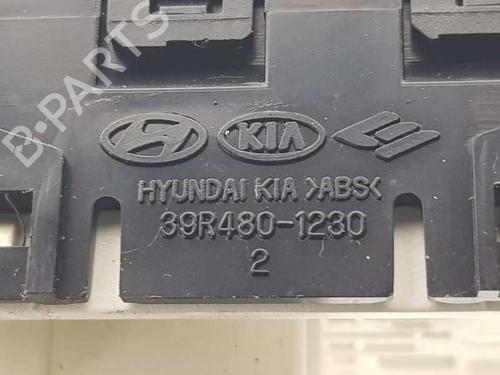 B-PARTS
KIA
HYUNDAI KIA >ABS<
39R480-1230
2